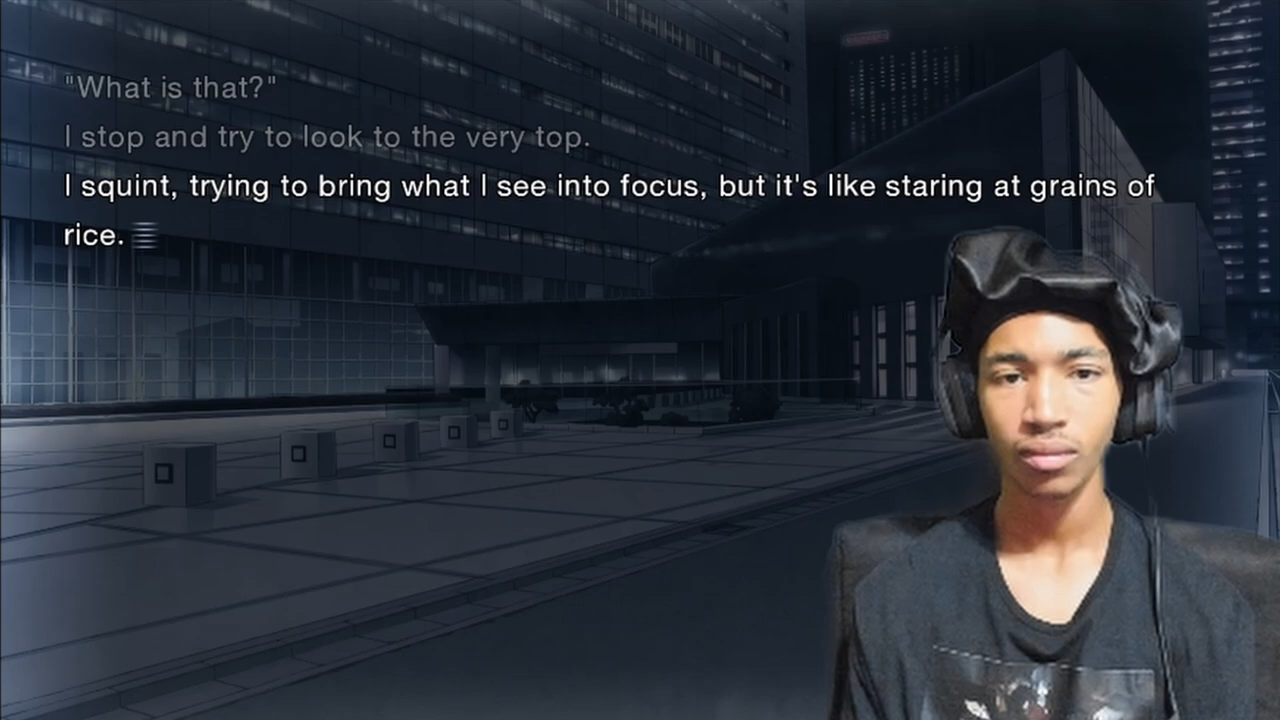 "What is that?"
I stop and try to look to the very top.
I squint, trying to bring what I see into focus, but it's like staring at grains of
rice.